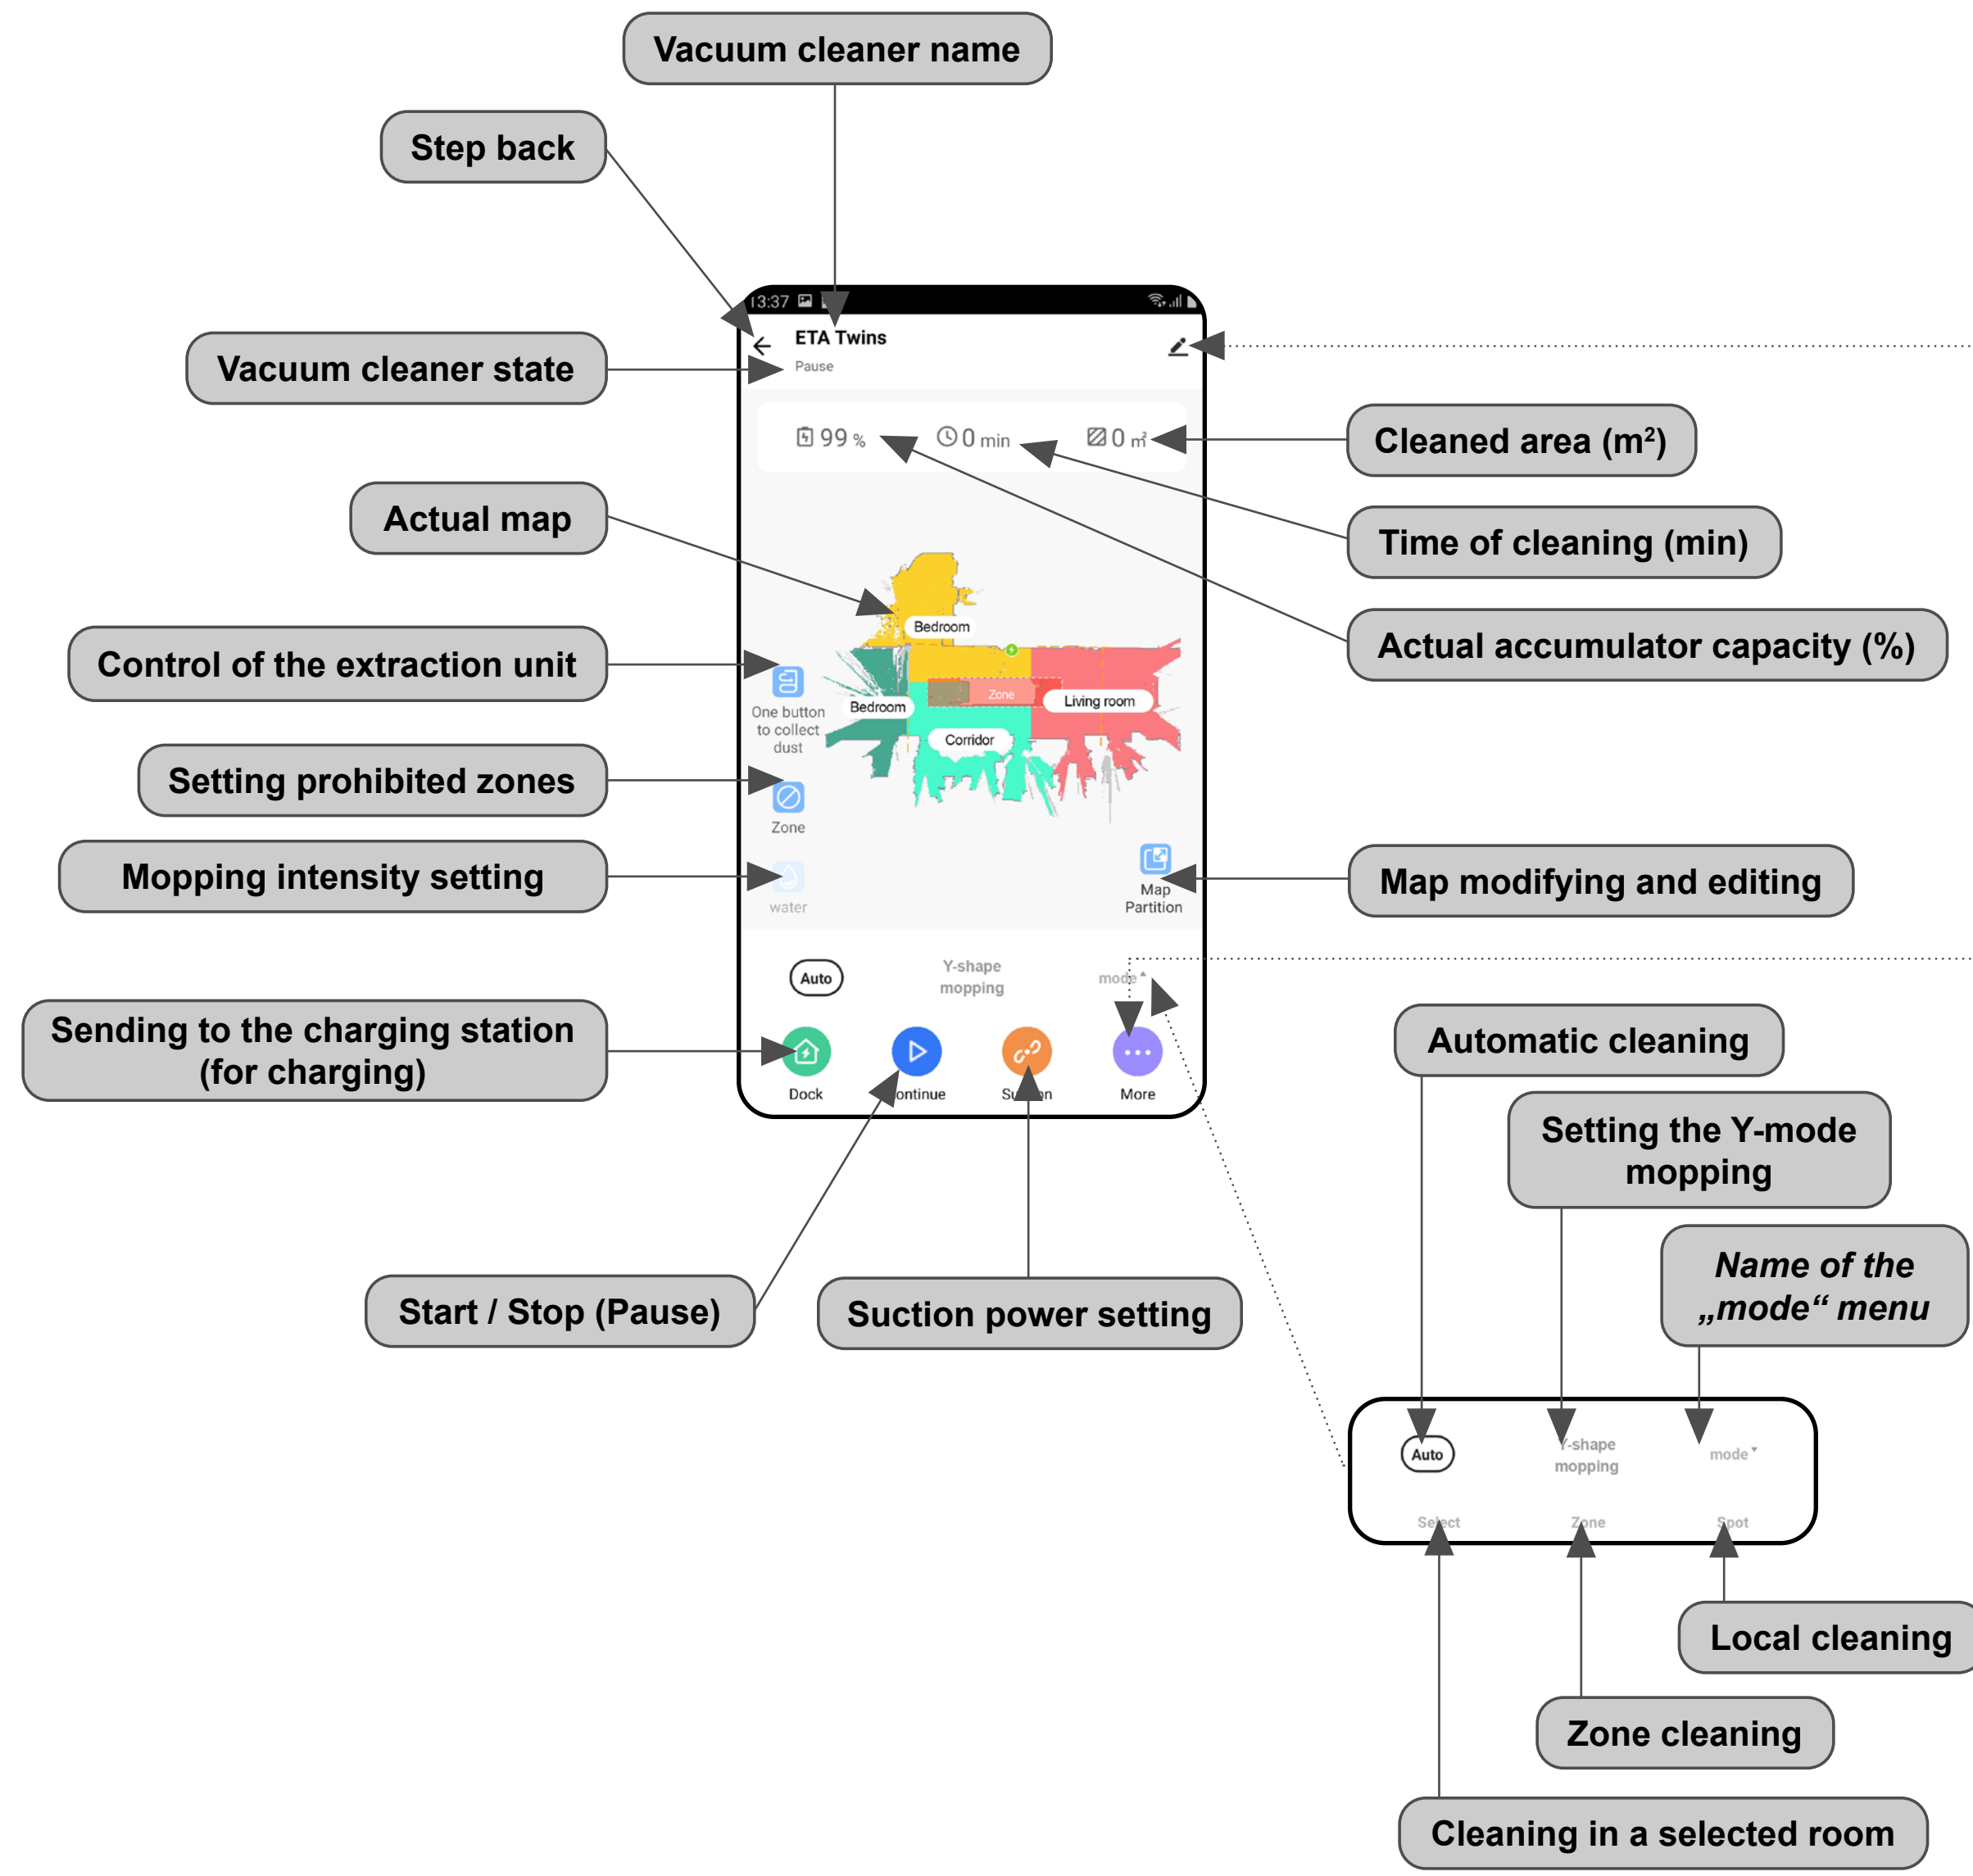 Vacuum cleaner name
Step back
13:37
ETA Twins
Pause
Vacuum cleaner state
99 %
0 min
0 m²
Cleaned area (m²)
Time of cleaning (min)
Actual accumulator capacity (%)
Actual map
Bedroom
Control of the extraction unit
One button
to collect
dust
Bedroom
Zone
Living room
Corridor
Setting prohibited zones
Zone
Mopping intensity setting
water
Map
Partition
Map modifying and editing
Auto
Y-shape
mopping
mode
Sending to the charging station
(for charging)
Dock
Continue
Suction
More
Automatic cleaning
Setting the Y-mode
mopping
Name of the
„mode“ menu
Start / Stop (Pause)
Suction power setting
Auto
Y-shape
mopping
mode
Select
Zone
Spot
Local cleaning
Zone cleaning
Cleaning in a selected room